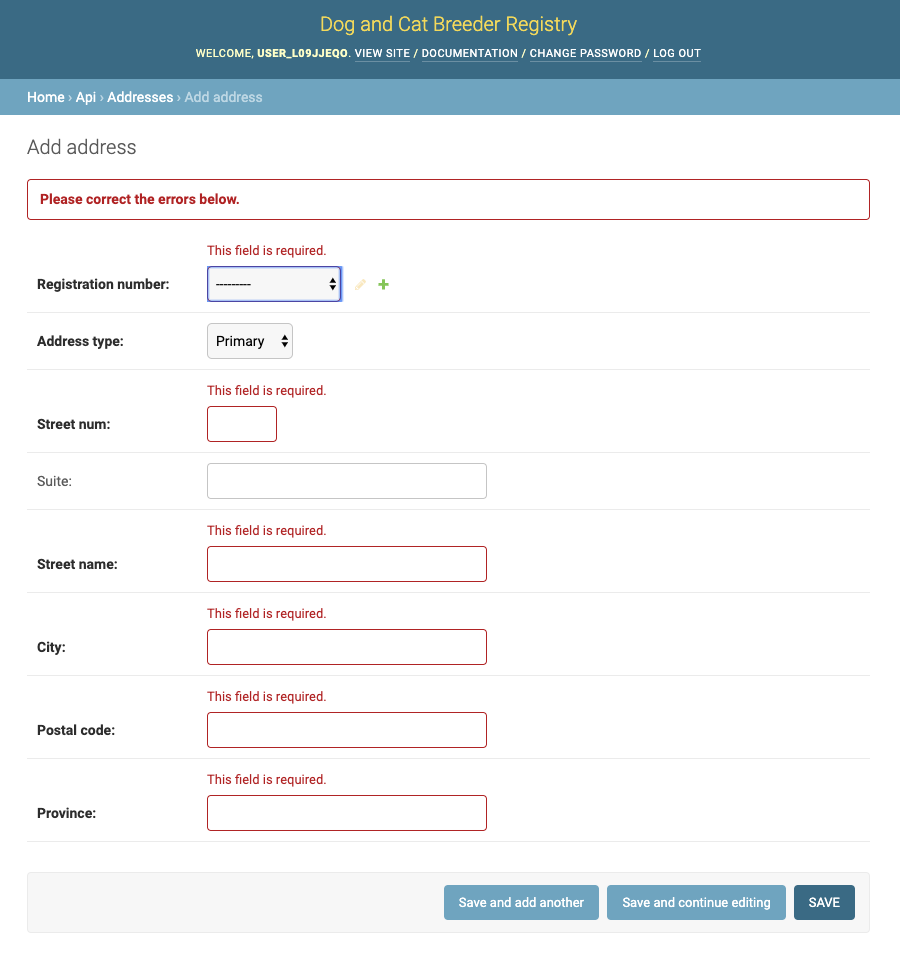 Dog and Cat Breeder Registry
WELCOME, USER_L09JJEQO. VIEW SITE / DOCUMENTATION / CHANGE PASSWORD / LOG OUT
Home › Api › Addresses › Add address
Add address
Please correct the errors below.
This field is required.
Registration number: ---------
Address type: Primary
This field is required.
Street num:
Suite:
This field is required.
Street name:
This field is required.
City:
This field is required.
Postal code:
This field is required.
Province:
Save and add another Save and continue editing SAVE